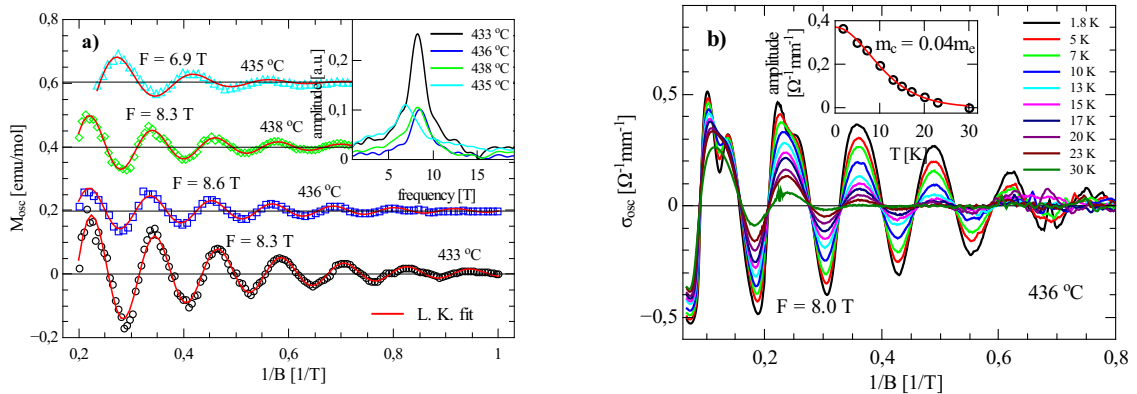 a)
0,8
0,6
0,4
0,2
0
−0,2
M_osc [emu/mol]
0,2
0,4
0,6
0,8
1
1/B [1/T]
F = 6.9 T
435 °C
F = 8.3 T
438 °C
F = 8.6 T
436 °C
F = 8.3 T
433 °C
L. K. fit
433 °C
436 °C
438 °C
435 °C
amplitude [a.u]
0,2
0,1
0
5
10
15
frequency [T]
b)
0,5
0
−0,5
σ_osc [Ω⁻¹mm⁻¹]
0,2
0,4
0,6
0,8
1/B [1/T]
F = 8.0 T
436 °C
amplitude
[Ω⁻¹mm⁻¹]
0,4
0,2
0
0
10
20
30
T [K]
m_c = 0.04m_e
1.8 K
5 K
7 K
10 K
13 K
15 K
17 K
20 K
23 K
30 K